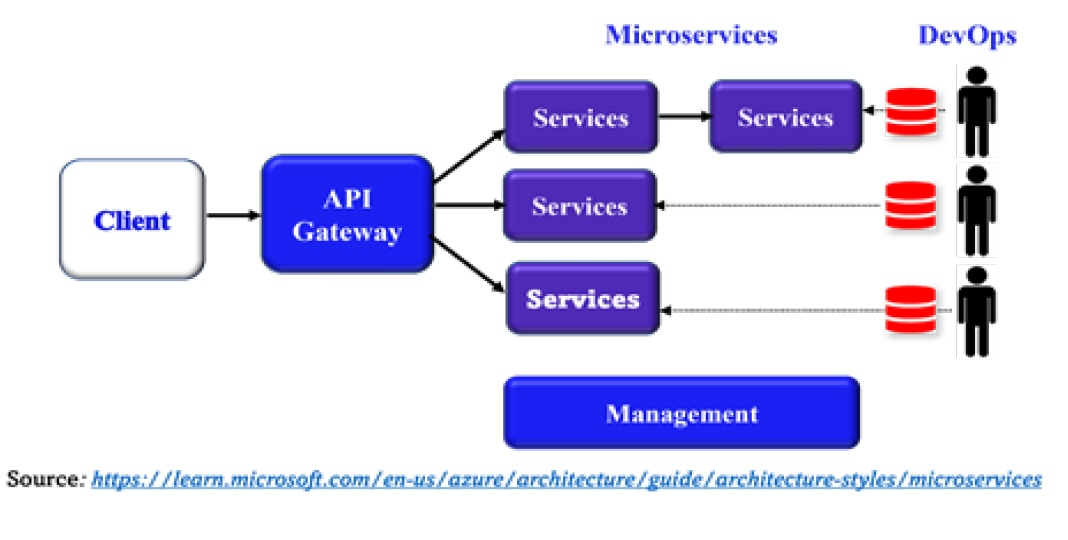 Microservices
DevOps
Services
Services
Client
API
Gateway
Services
Services
Management
Source: https://learn.microsoft.com/en-us/azure/architecture/guide/architecture-styles/microservices